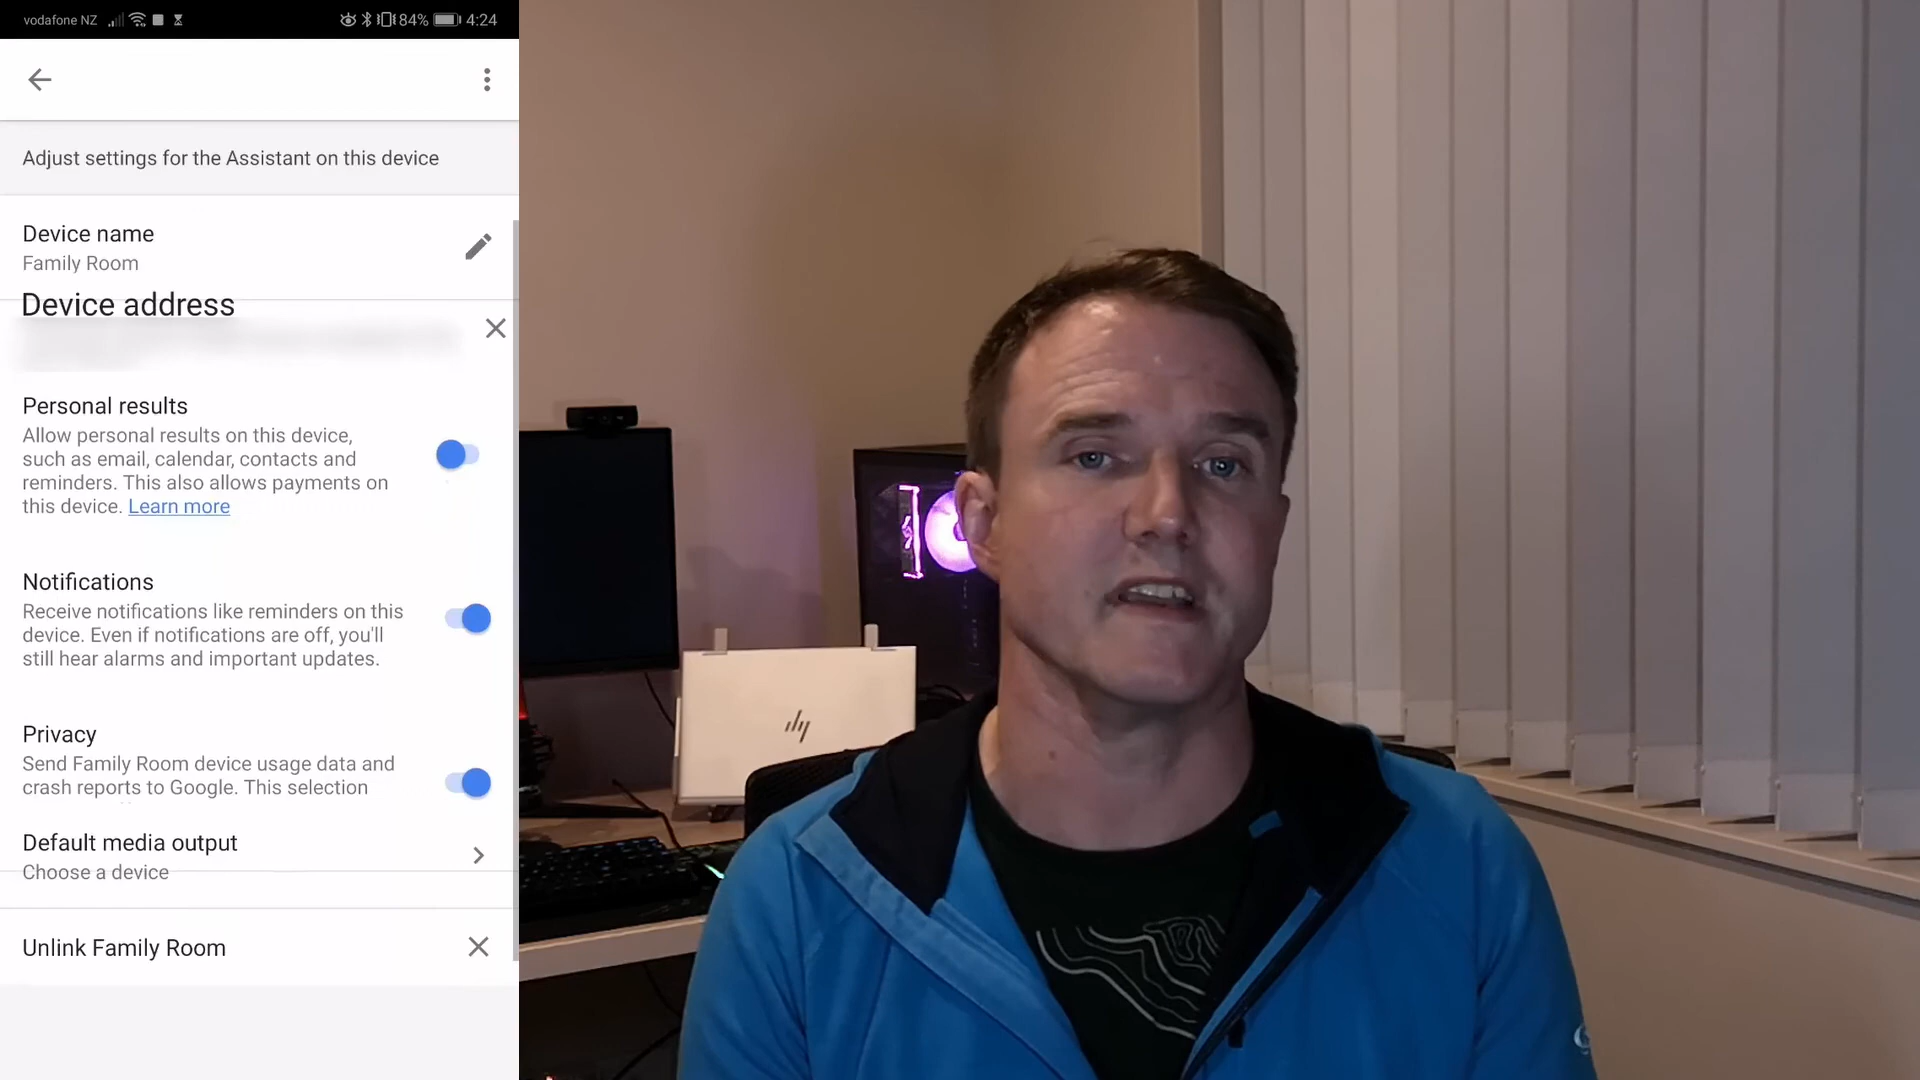 vodafone NZ 84% 4:24
Adjust settings for the Assistant on this device
Device name
Family Room
Device address
Personal results
Allow personal results on this device,
such as email, calendar, contacts and
reminders. This also allows payments on
this device. Learn more
Notifications
Receive notifications like reminders on this
device. Even if notifications are off, you'll
still hear alarms and important updates.
Privacy
Send Family Room device usage data and
crash reports to Google. This selection
Default media output
Choose a device
Unlink Family Room
hp